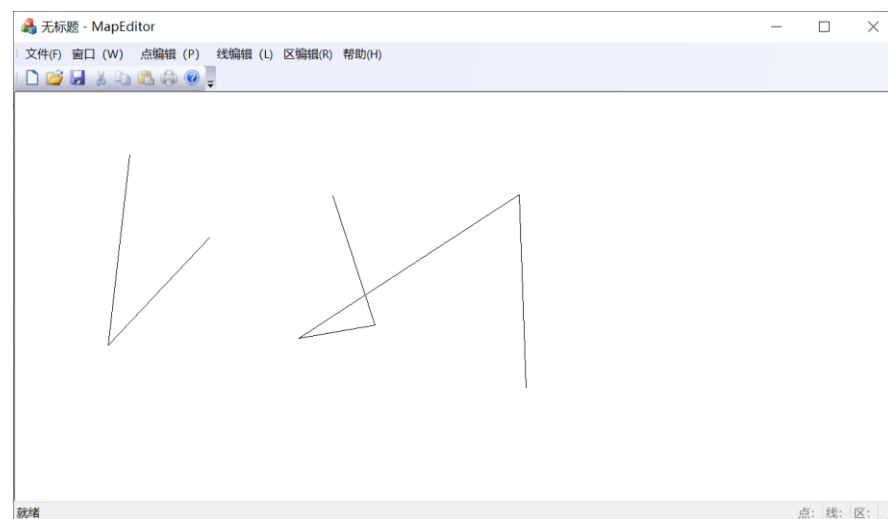 无标题 - MapEditor
文件(F) 窗口（W） 点编辑（P） 线编辑（L) 区编辑(R) 帮助(H)
就绪 点: 线: 区: